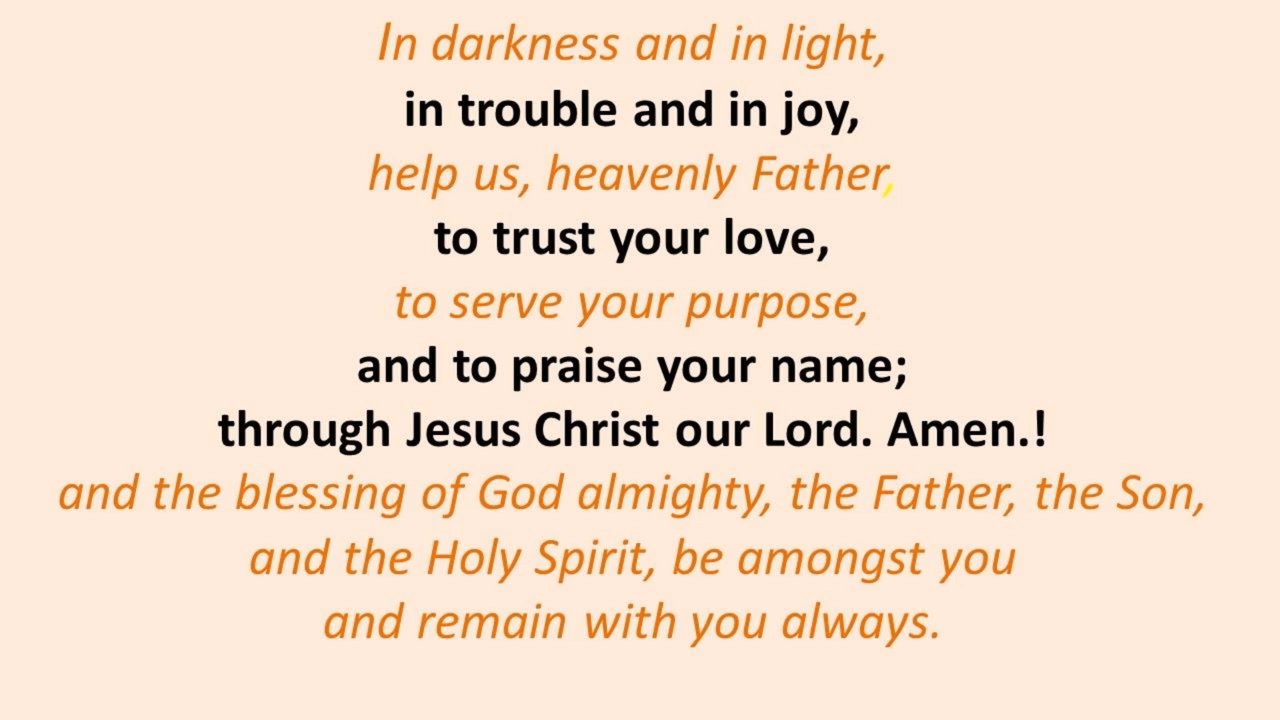 In darkness and in light,
in trouble and in joy,
help us, heavenly Father,
to trust your love,
to serve your purpose,
and to praise your name;
through Jesus Christ our Lord. Amen.!
and the blessing of God almighty, the Father, the Son,
and the Holy Spirit, be amongst you
and remain with you always.